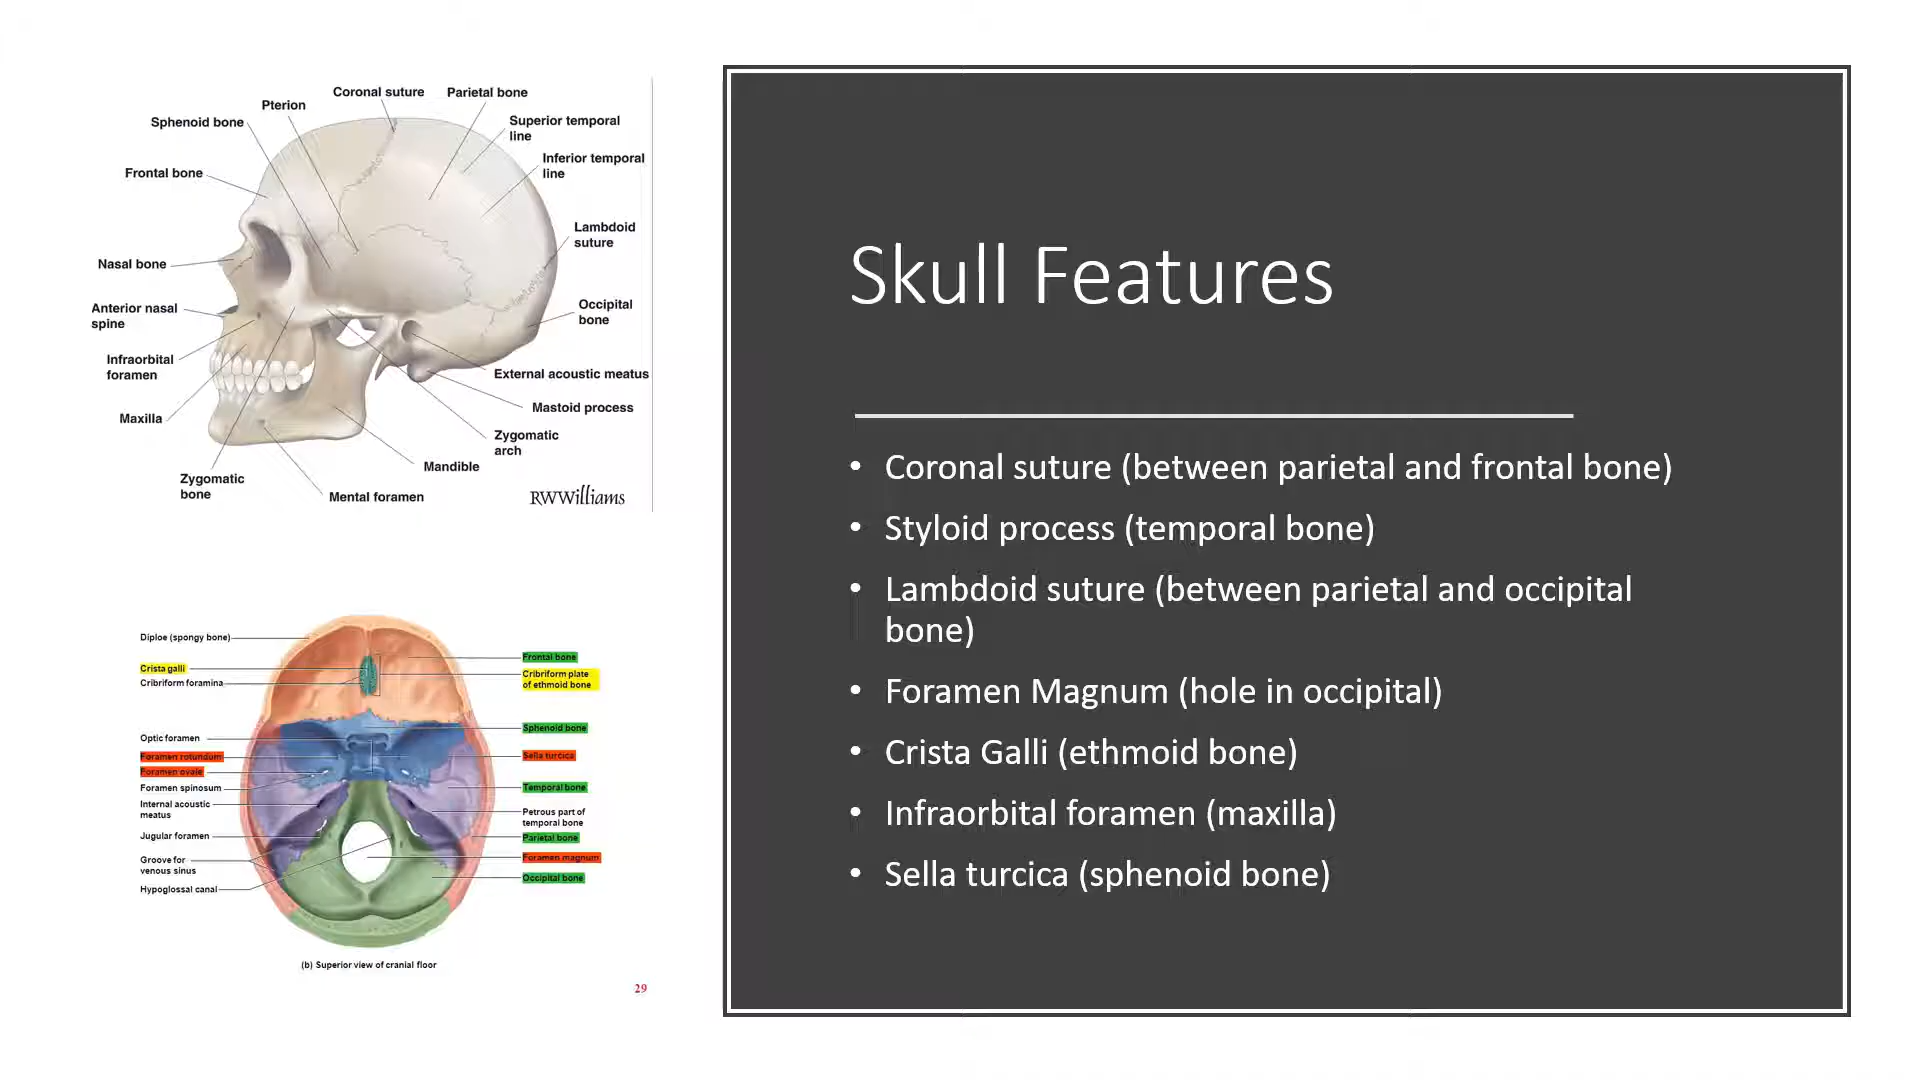 Coronal suture
Parietal bone
Pterion
Superior temporal
line
Sphenoid bone
Inferior temporal
line
Frontal bone
Lambdoid
suture
Nasal bone
Anterior nasal
spine
Occipital
bone
Infraorbital
foramen
External acoustic meatus
Maxilla
Mastoid process
Zygomatic
arch
Mandible
Zygomatic
bone
Mental foramen
RWWilliams
Diploe (spongy bone)
Crista galli
Cribriform foramina
Optic foramen
Foramen rotundum
Foramen ovale
Foramen spinosum
Internal acoustic
meatus
Jugular foramen
Groove for
venous sinus
Hypoglossal canal
Frontal bone
Cribriform plate
of ethmoid bone
Sphenoid bone
Sella turcica
Temporal bone
Petrous part of
temporal bone
Parietal bone
Foramen magnum
Occipital bone
(b) Superior view of cranial floor
29
Skull Features
• Coronal suture (between parietal and frontal bone)
• Styloid process (temporal bone)
• Lambdoid suture (between parietal and occipital
bone)
• Foramen Magnum (hole in occipital)
• Crista Galli (ethmoid bone)
• Infraorbital foramen (maxilla)
• Sella turcica (sphenoid bone)